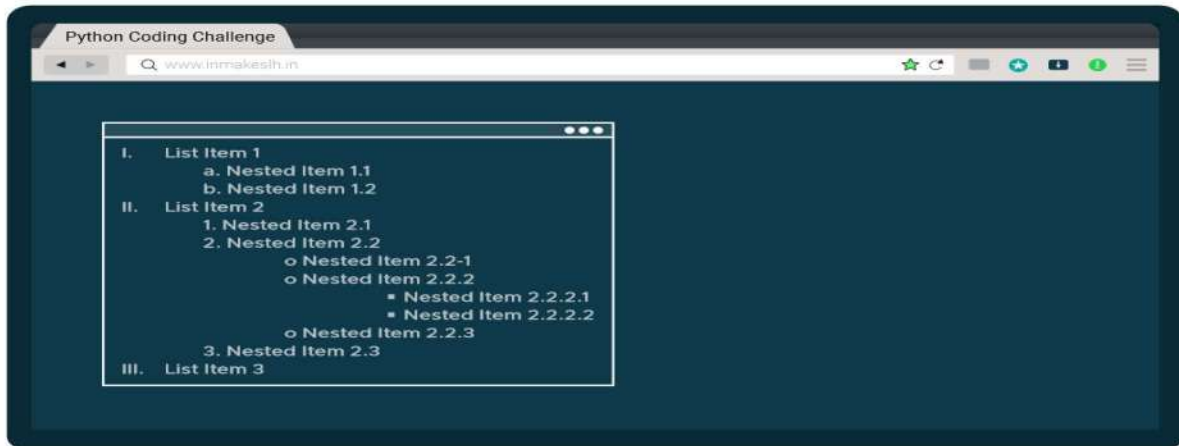 Python Coding Challenge
www.inmakeslh.in
I. List Item 1
a. Nested Item 1.1
b. Nested Item 1.2
II. List Item 2
1. Nested Item 2.1
2. Nested Item 2.2
o Nested Item 2.2-1
o Nested Item 2.2.2
▪ Nested Item 2.2.2.1
▪ Nested Item 2.2.2.2
o Nested Item 2.2.3
3. Nested Item 2.3
III. List Item 3